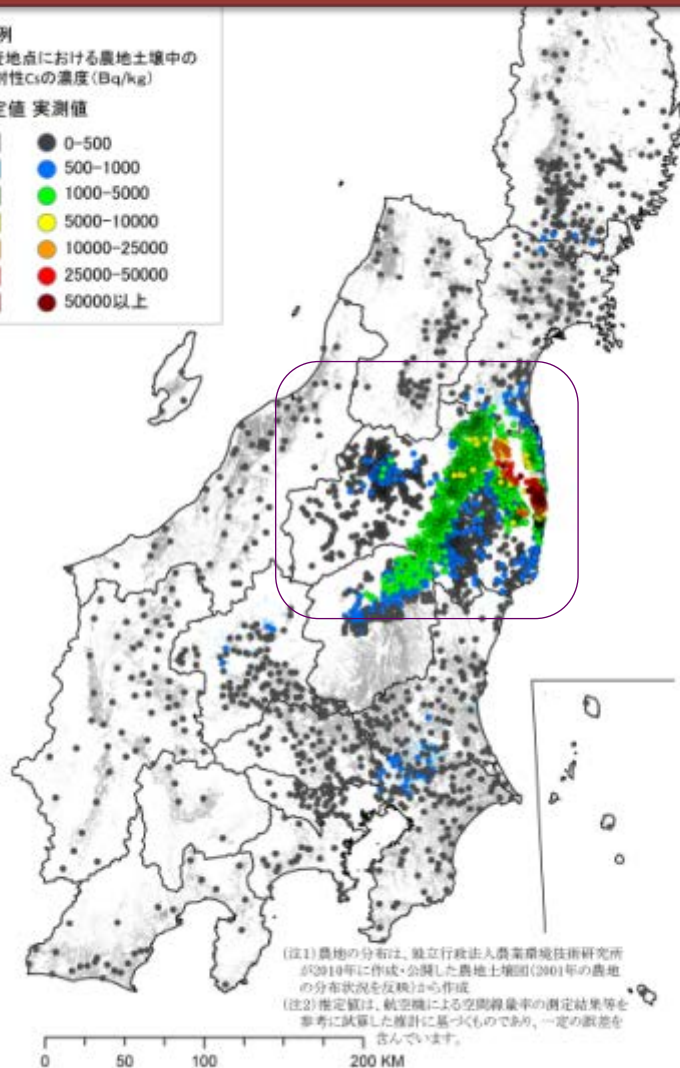 例
地点における農地土壌中の
射性Csの濃度(Bq/kg)
定値 実測値
0-500
500-1000
1000-5000
5000-10000
10000-25000
25000-50000
50000以上
(注1)農地の分布は、独立行政法人農業環境技術研究所
が2010年に作成・公開した農地土壌図(2001年の農地
の分布状況を反映)から作成
(注2)推定値は、航空機による空間線量率の測定結果等を
参考に試算した推計に基づくものであり、一定の誤差を
含んでいます。
0 50 100 200 KM